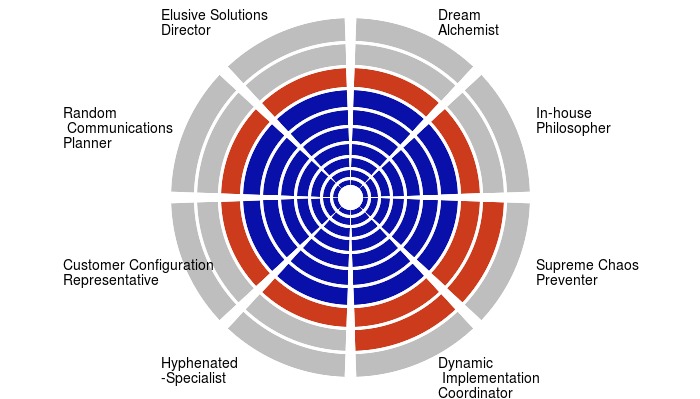 Elusive Solutions
Director
Dream
Alchemist
Random
Communications
Planner
In-house
Philosopher
Customer Configuration
Representative
Supreme Chaos
Preventer
Hyphenated
-Specialist
Dynamic
Implementation
Coordinator